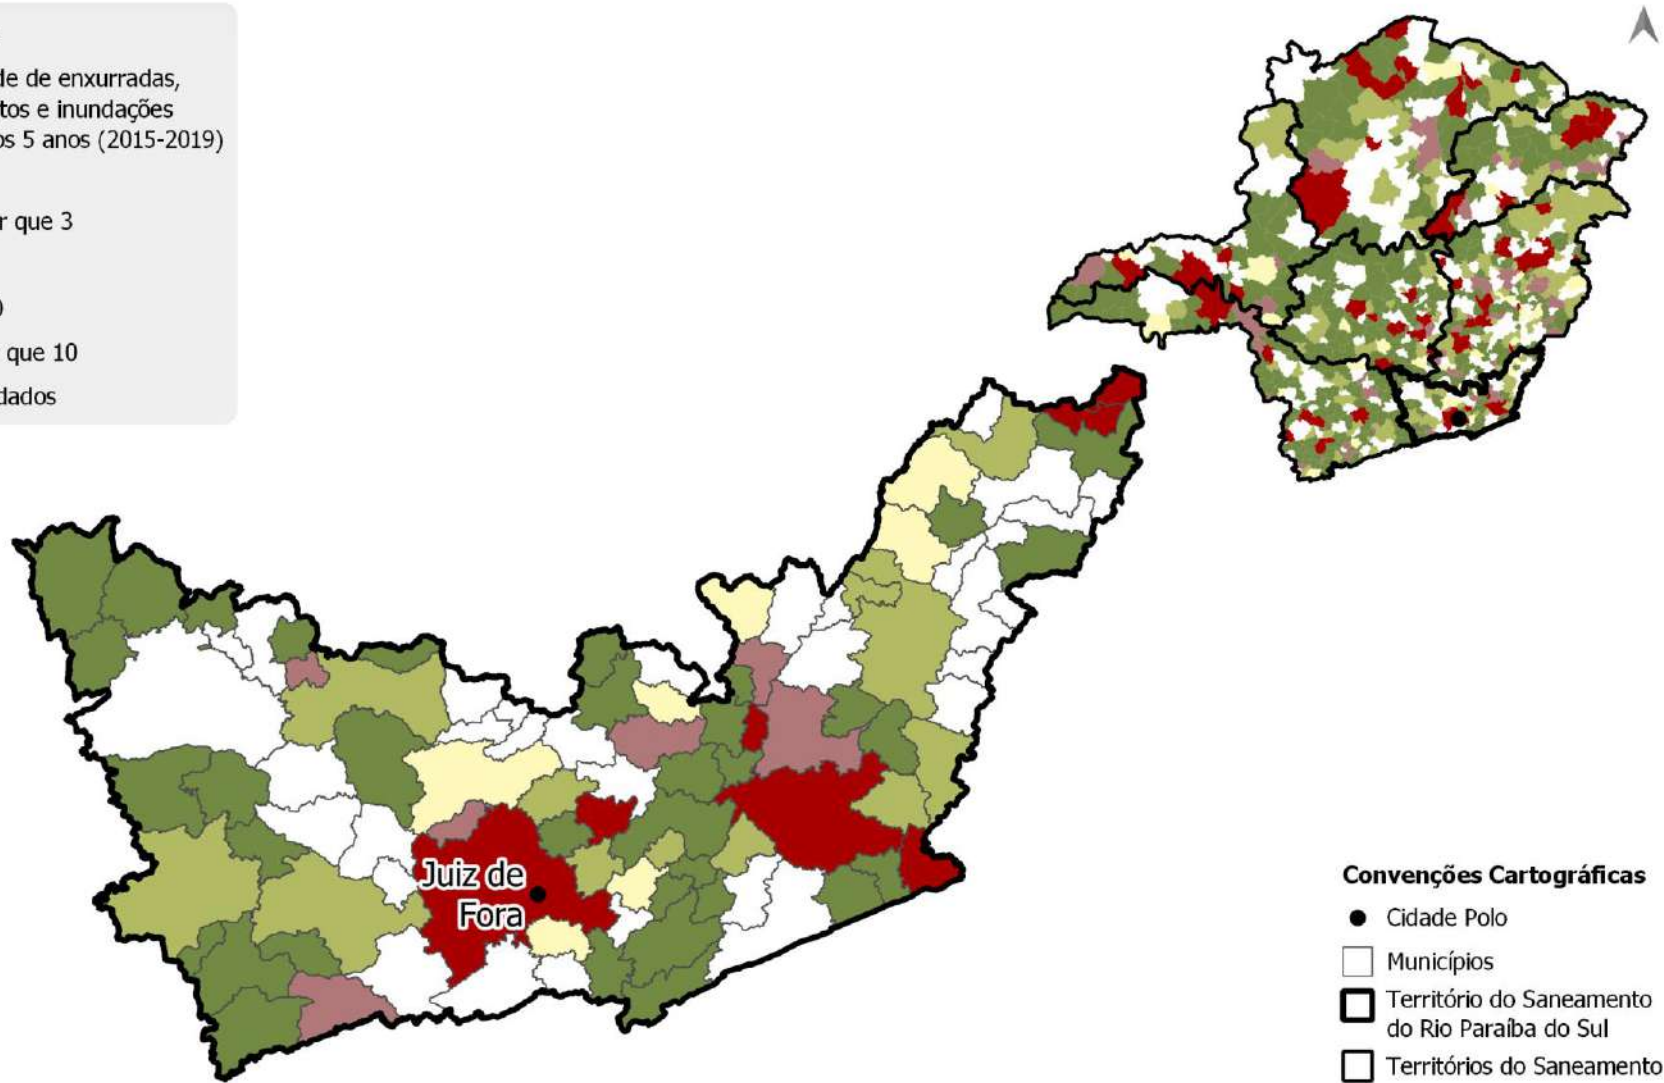 de de enxurradas,
tos e inundações
os 5 anos (2015-2019)
r que 3
)
que 10
dados
Juiz de
Fora
Convenções Cartográficas
Cidade Polo
Municípios
Território do Saneamento
do Rio Paraíba do Sul
Territórios do Saneamento